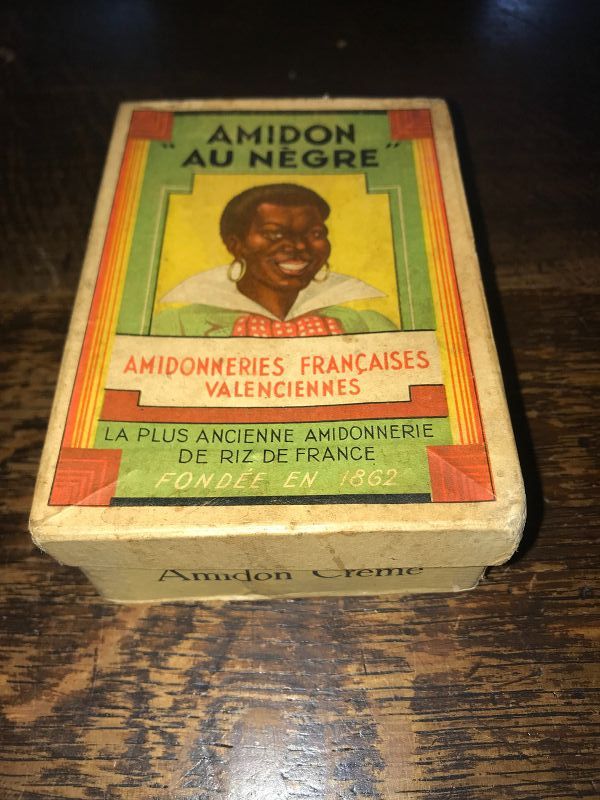 "AMIDON
AU NÈGRE"
AMIDONNERIES FRANÇAISES
VALENCIENNES
LA PLUS ANCIENNE AMIDONNERIE
DE RIZ DE FRANCE
FONDÉE EN 1862
Amidon Crème